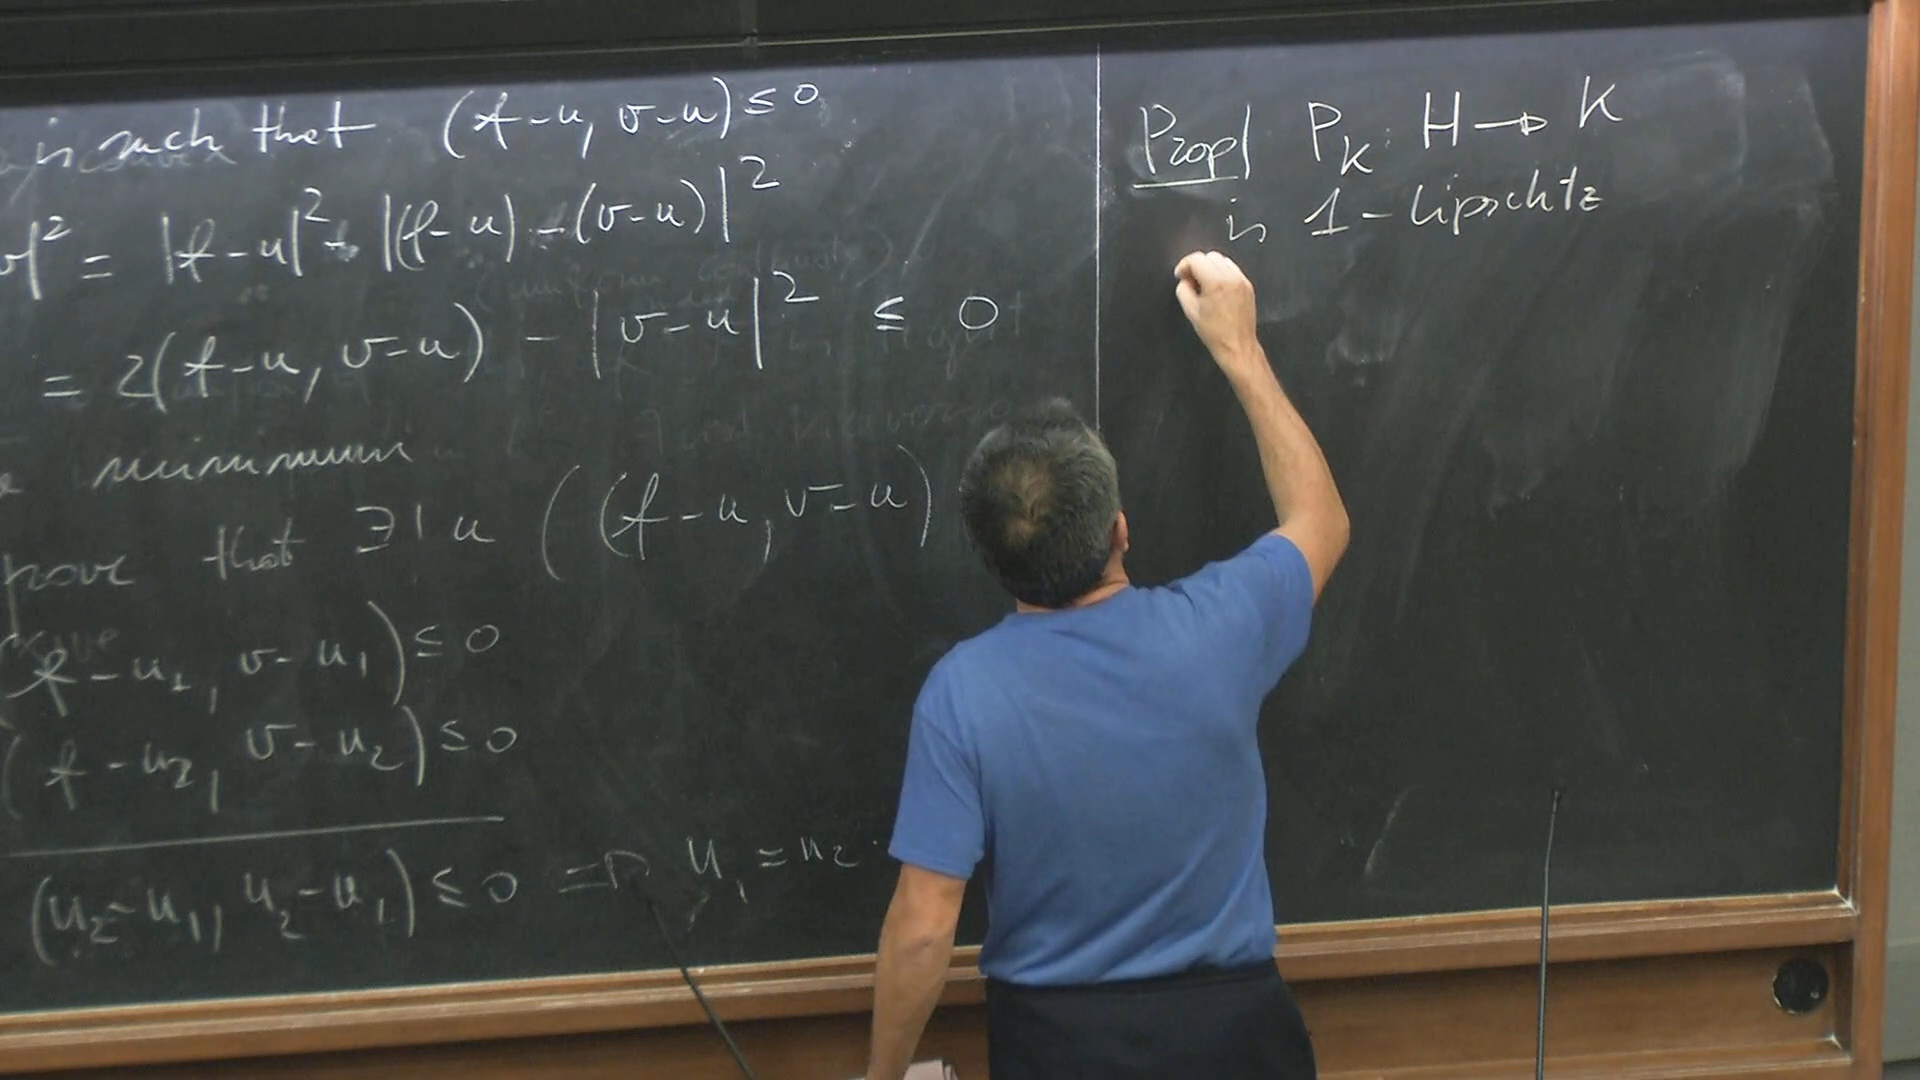 is such that (f-u, v-u) ≤ 0
v|² = |f-u|² - |(f-u) - (v-u)|²
= 2(f-u, v-u) - |v-u|² ≤ 0
minimum
prove that ∃! u ((f-u, v-u)
f-u₁, v-u₁) ≤ 0
(f-u₂, v-u₂) ≤ 0
(u₂-u₁, u₂-u₁) ≤ 0 ⇒ u₁ = u₂.
Prop| P_K : H → K
is 1-Lipschtz